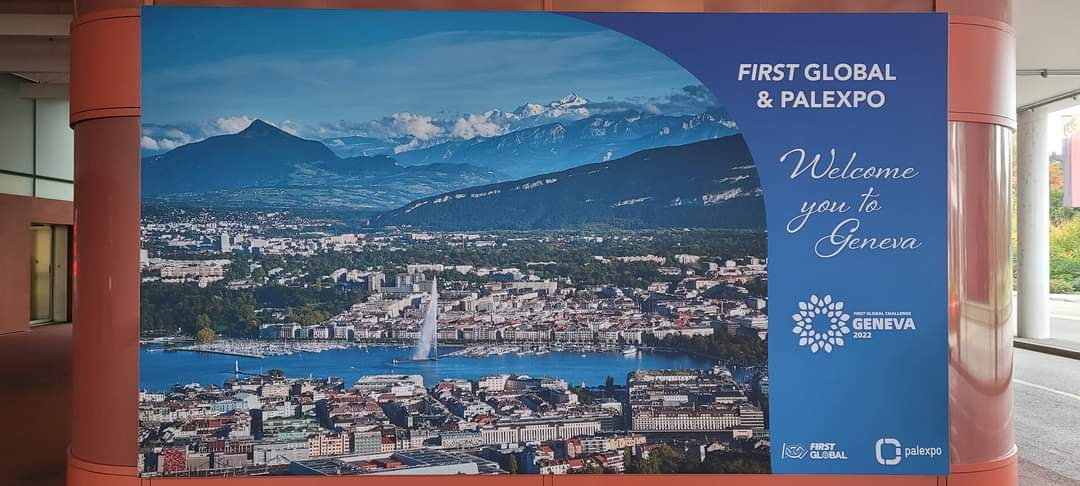 FIRST GLOBAL
& PALEXPO
Welcome
you to
Geneva
FIRST GLOBAL CHALLENGE
GENEVA
2022
FIRST
GLOBAL
palexpo